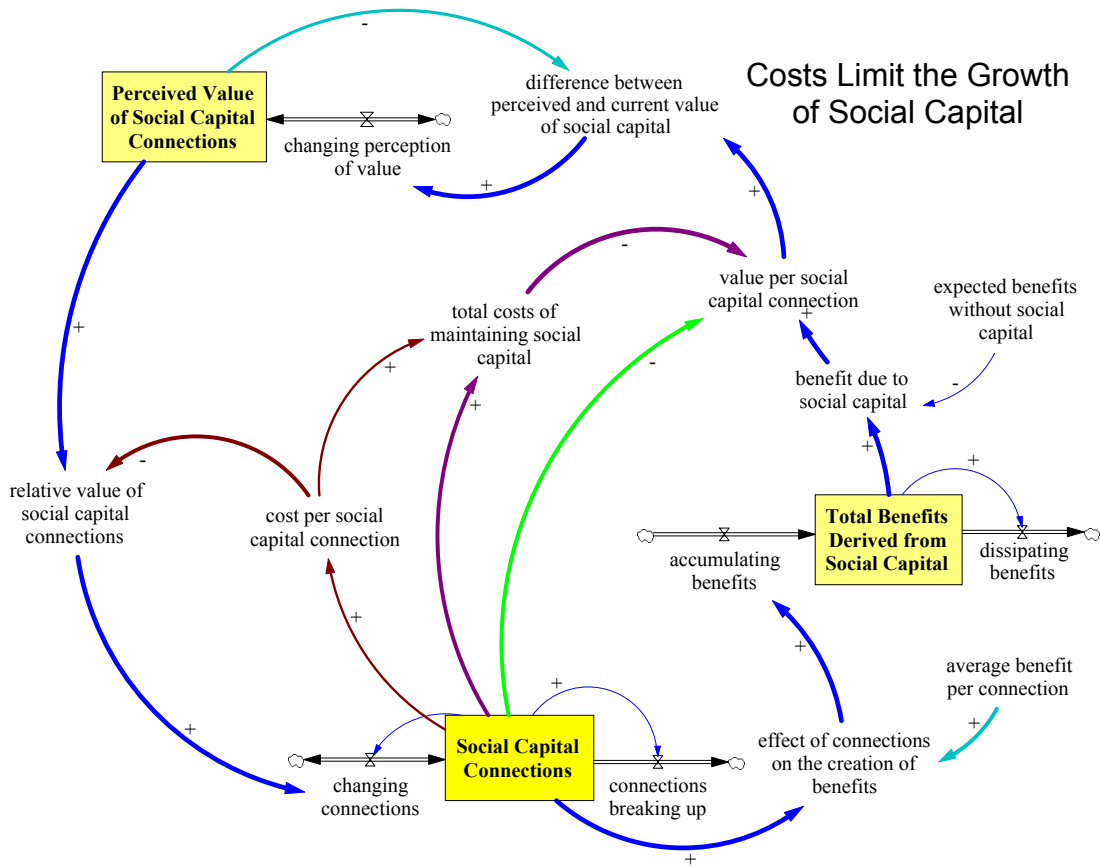 Costs Limit the Growth
of Social Capital
-
Perceived Value
of Social Capital
Connections
difference between
perceived and current value
of social capital
changing perception
of value
+
+
-
value per social
capital connection
expected benefits
without social
capital
+
total costs of
maintaining social
capital
+
+
-
benefit due to
social capital
-
+
+
+
-
+
relative value of
social capital
connections
cost per social
capital connection
Total Benefits
Derived from
Social Capital
accumulating
benefits
dissipating
benefits
+
+
average benefit
per connection
+
+
+
Social Capital
Connections
effect of connections
on the creation of
benefits
+
changing
connections
connections
breaking up
+